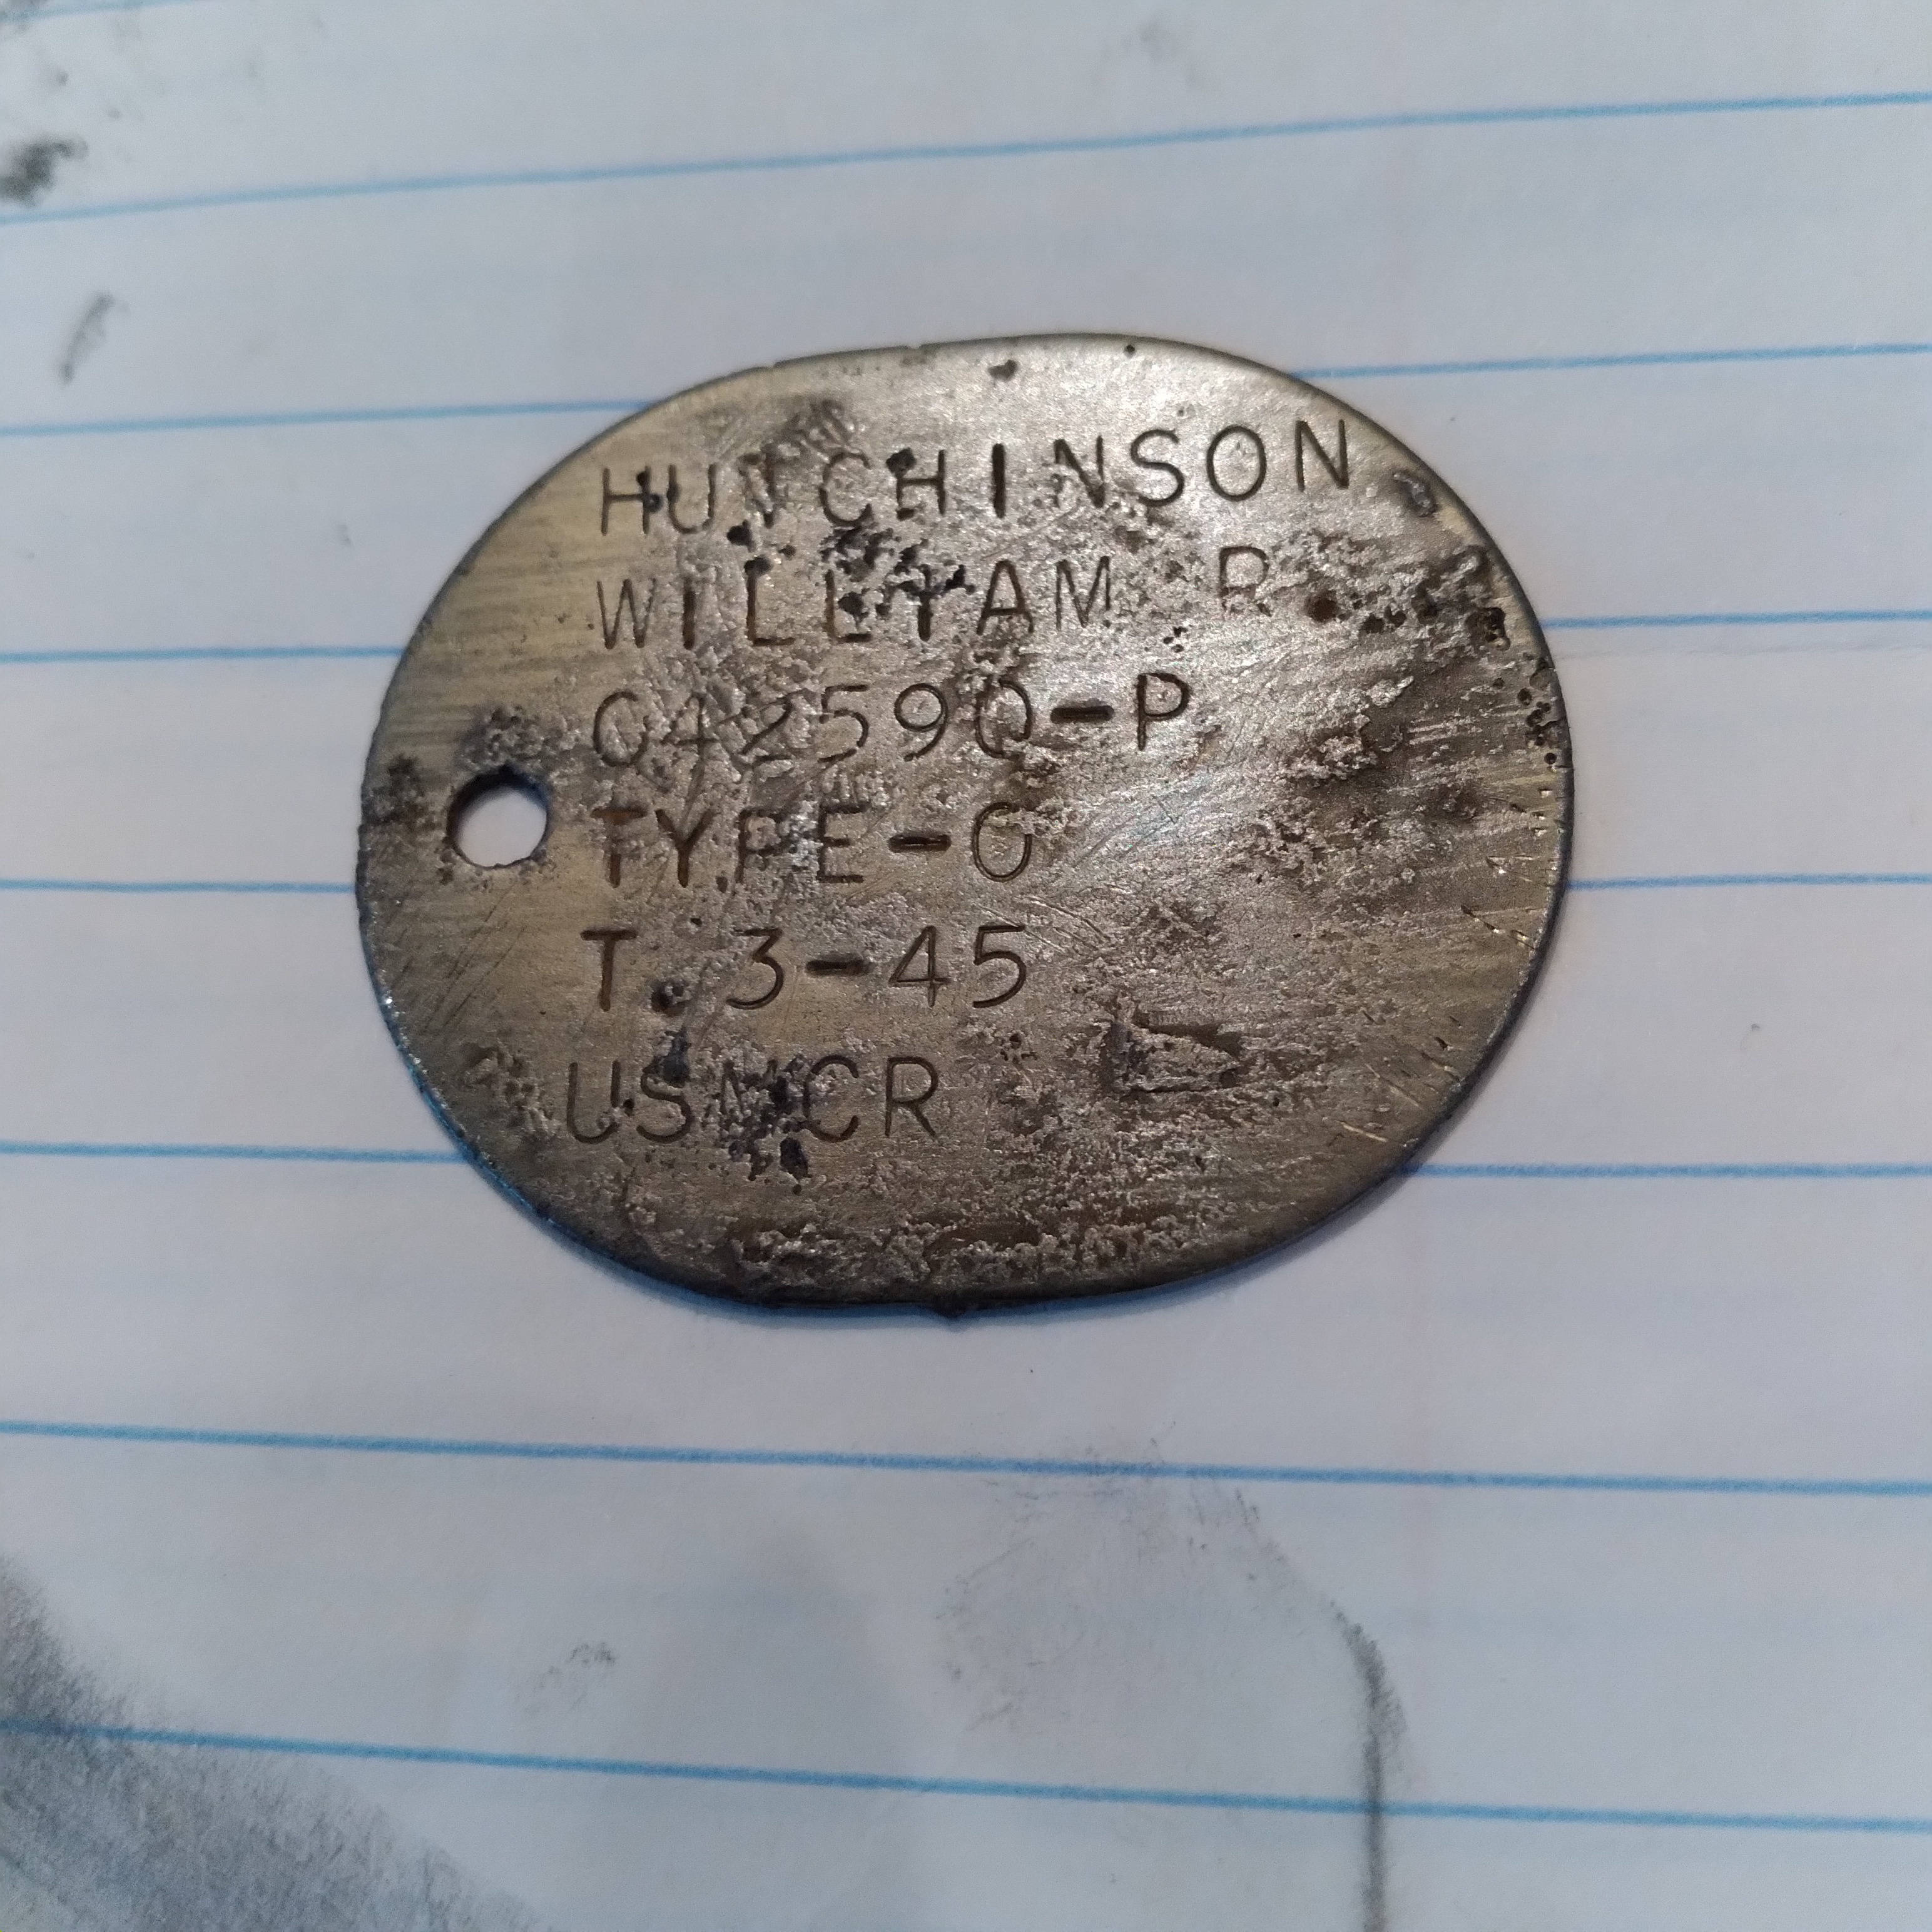 HUTCHINSON
WILLIAM R.
042590-P
TYPE-O
T. 3-45
USMCR